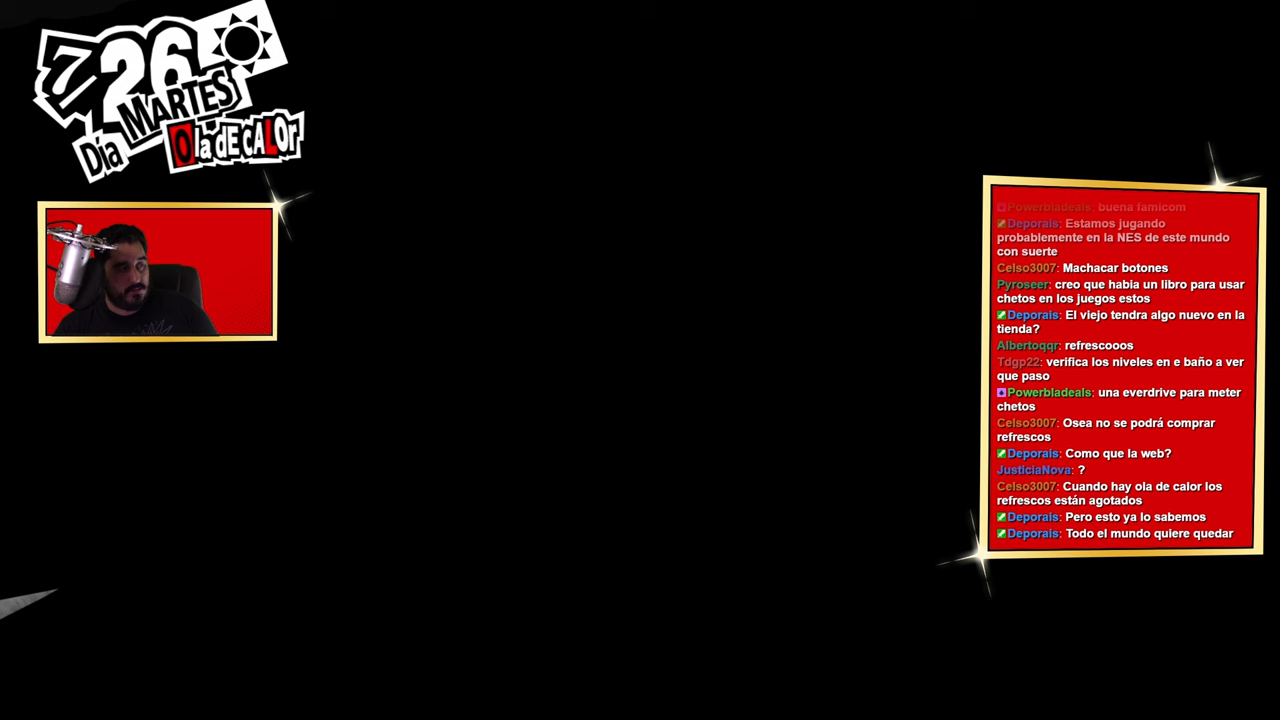 7 26
MARTES
Día
Ola de CALOr
Powerbladeals: buena famicom
Deporais: Estamos jugando
probablemente en la NES de este mundo
con suerte
Celso3007: Machacar botones
Pyroseer: creo que habia un libro para usar
chetos en los juegos estos
Deporais: El viejo tendra algo nuevo en la
tienda?
Albertoqqr: refrescooos
Tdgp22: verifica los niveles en e baño a ver
que paso
Powerbladeals: una everdrive para meter
chetos
Celso3007: Osea no se podrá comprar
refrescos
Deporais: Como que la web?
JusticiaNova: ?
Celso3007: Cuando hay ola de calor los
refrescos están agotados
Deporais: Pero esto ya lo sabemos
Deporais: Todo el mundo quiere quedar